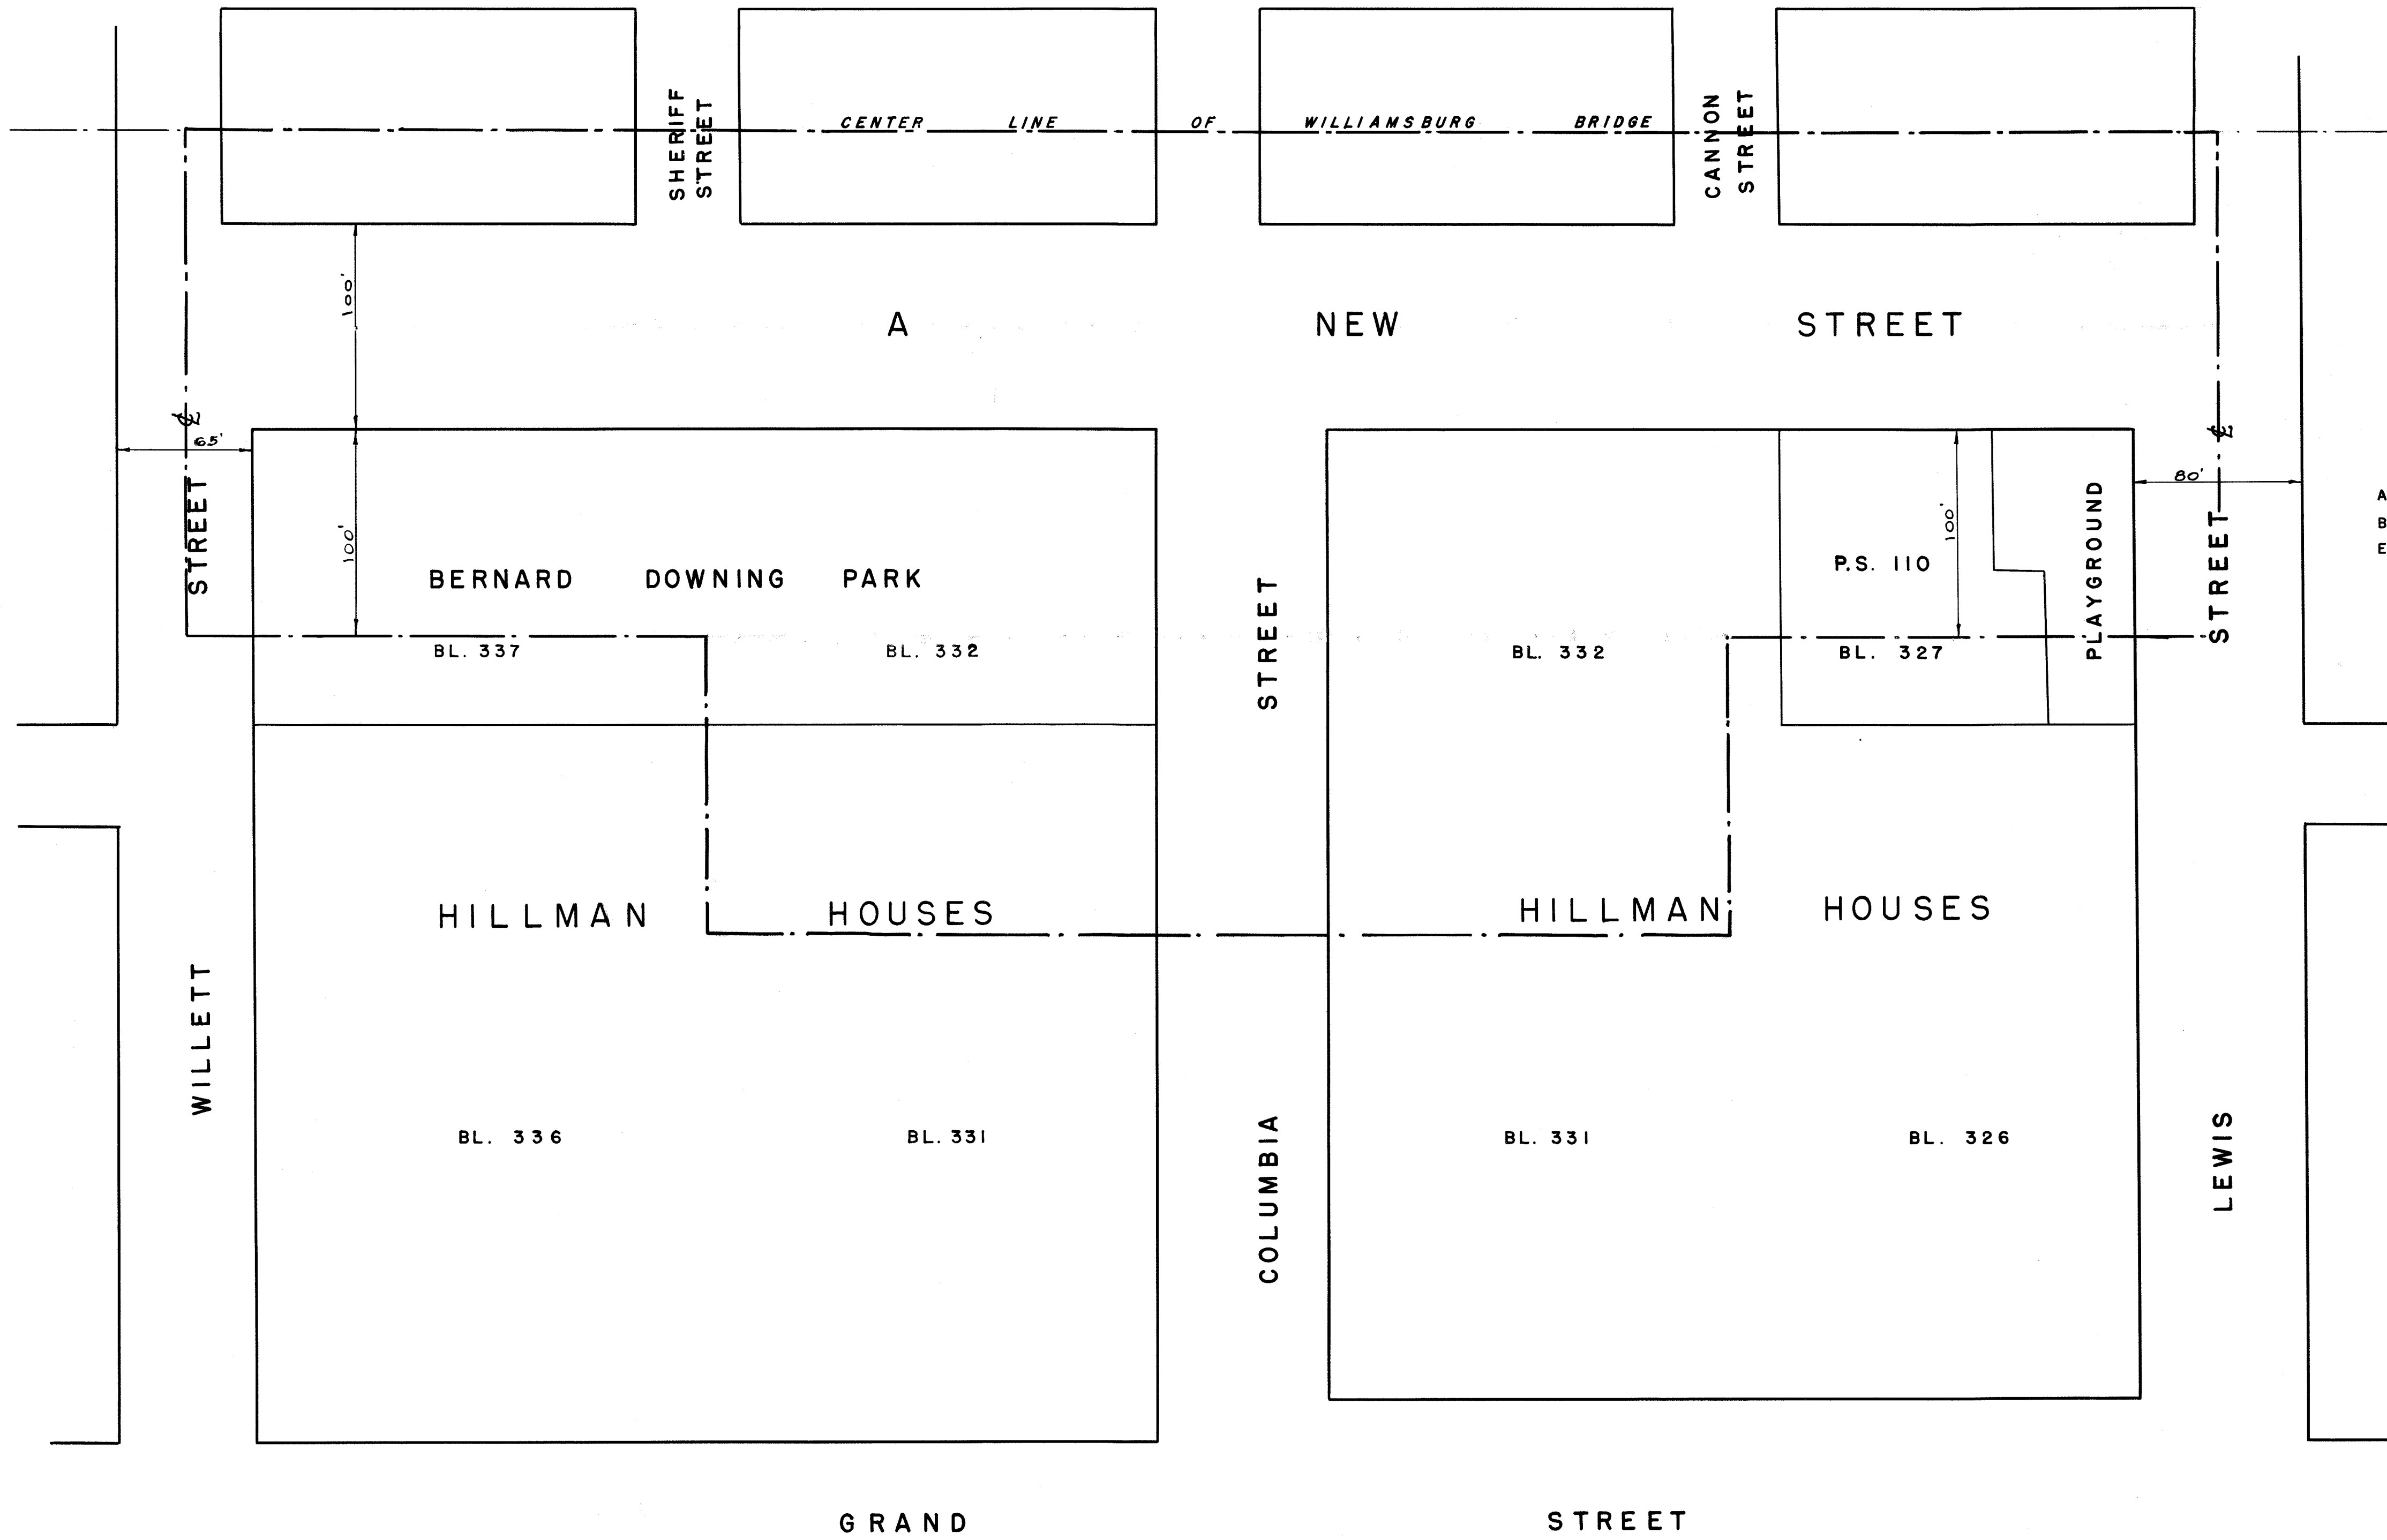 SHERIFF
STREET
CENTER LINE OF WILLIAMSBURG BRIDGE
CANNON
STREET
100'
A NEW STREET
℄
65'
℄
80'
STREET
100'
BERNARD DOWNING PARK
BL. 337
BL. 332
STREET
BL. 332
P.S. 110
100'
BL. 327
PLAYGROUND
STREET
A
B
E
HILLMAN HOUSES
HILLMAN HOUSES
WILLETT
BL. 336
BL. 331
COLUMBIA
BL. 331
BL. 326
LEWIS
GRAND STREET